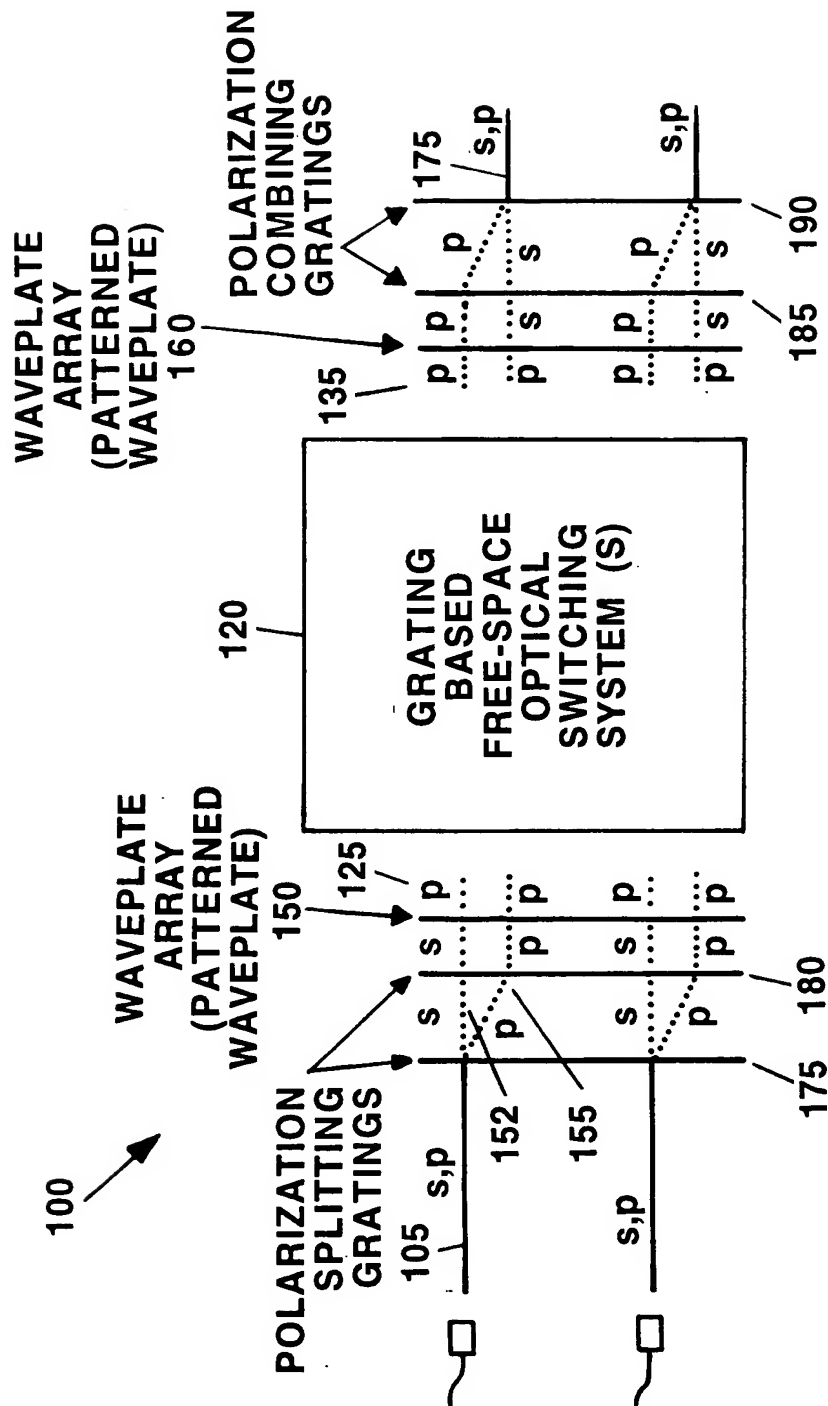 100
WAVEPLATE
ARRAY
(PATTERNED
WAVEPLATE)
150
WAVEPLATE
ARRAY
(PATTERNED
WAVEPLATE)
160
POLARIZATION
SPLITTING
GRATINGS
105
s,p
s,p
152
155
s
s
p
p
p
125
s
s
p
p
p
175
180
120
GRATING
BASED
FREE-SPACE
OPTICAL
SWITCHING
SYSTEM (S)
POLARIZATION
COMBINING
GRATINGS
135
p
p
p
p
s
s
175
s,p
p
p
p
p
s
s
s,p
185
190